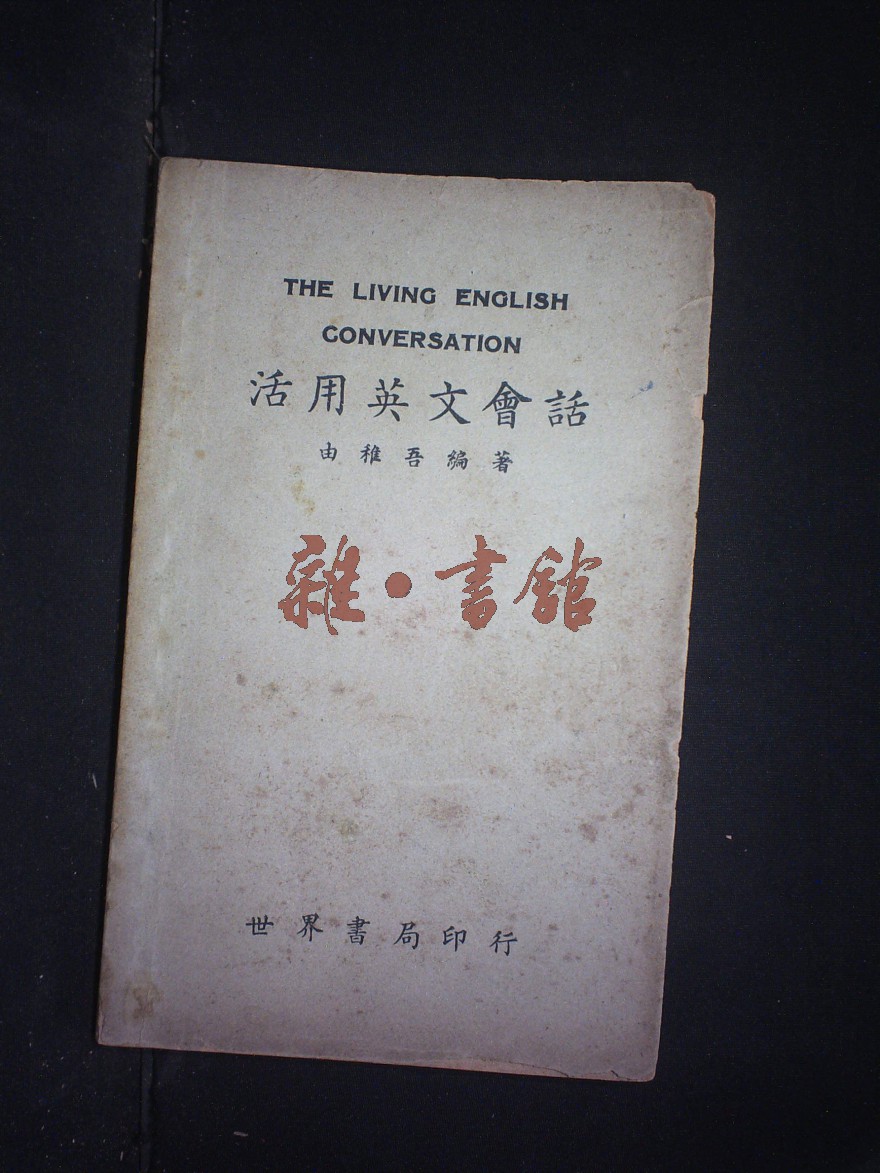 THE LIVING ENGLISH
CONVERSATION
活用英文會話
由稚吾編著
雜·書館
世界書局印行